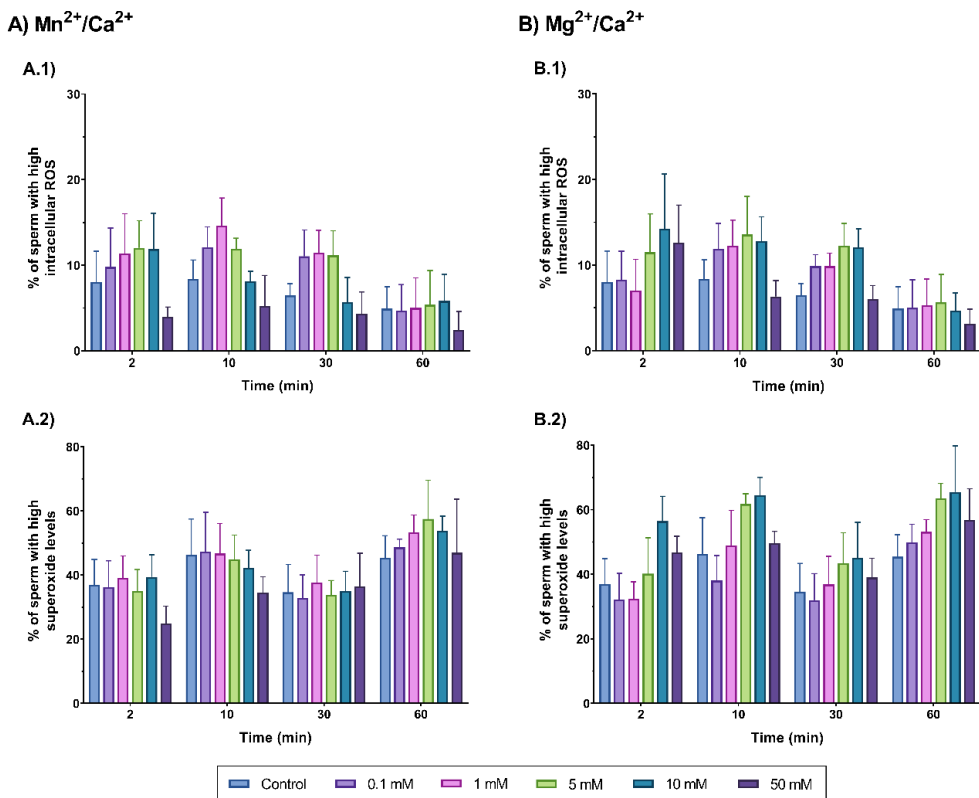 A) Mn²⁺/Ca²⁺
B) Mg²⁺/Ca²⁺
A.1)
% of sperm with high
intracellular ROS
30
20
10
0
2 10 30 60
Time (min)
B.1)
% of sperm with high
intracellular ROS
30
20
10
0
2 10 30 60
Time (min)
A.2)
% of sperm with high
superoxide levels
80
60
40
20
0
2 10 30 60
Time (min)
B.2)
% of sperm with high
superoxide levels
80
60
40
20
0
2 10 30 60
Time (min)
Control 0.1 mM 1 mM 5 mM 10 mM 50 mM